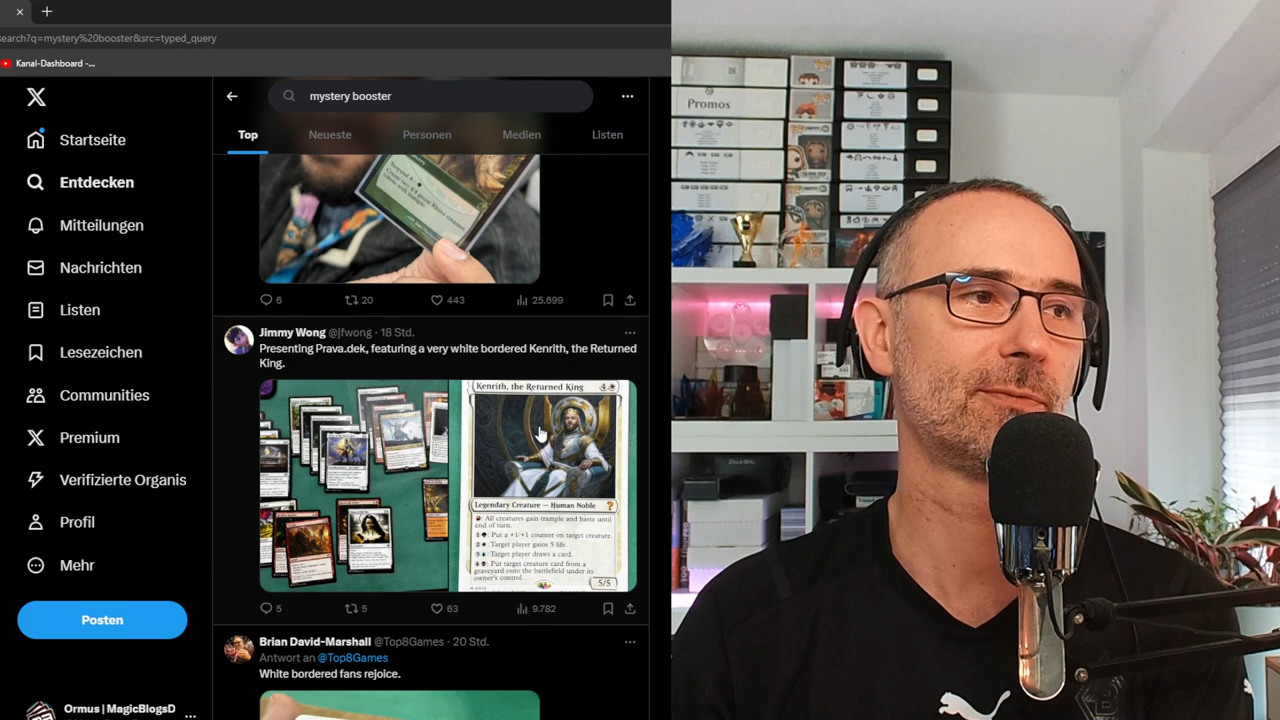 search?q=mystery%20booster&src=typed_query
Kanal-Dashboard -...
mystery booster
Top
Neueste
Personen
Medien
Listen
Startseite
Entdecken
Mitteilungen
Nachrichten
Listen
Lesezeichen
Communities
Premium
Verifizierte Organis
Profil
Mehr
Posten
Ormus | MagicBlogsD
6
20
443
25.699
Jimmy Wong @jfwong · 18 Std.
Presenting Prava.dek, featuring a very white bordered Kenrith, the Returned
King.
Kenrith, the Returned King 4
Legendary Creature — Human Noble
: All creatures gain trample and haste until
end of turn.
1 : Put a +1/+1 counter on target creature.
2 : Target player gains 5 life.
3 : Target player draws a card.
4 : Put target creature card from a
graveyard onto the battlefield under its
owner's control.
5/5
5
5
63
9.782
Brian David-Marshall @Top8Games · 20 Std.
Antwort an @Top8Games
White bordered fans rejoice.
Promos